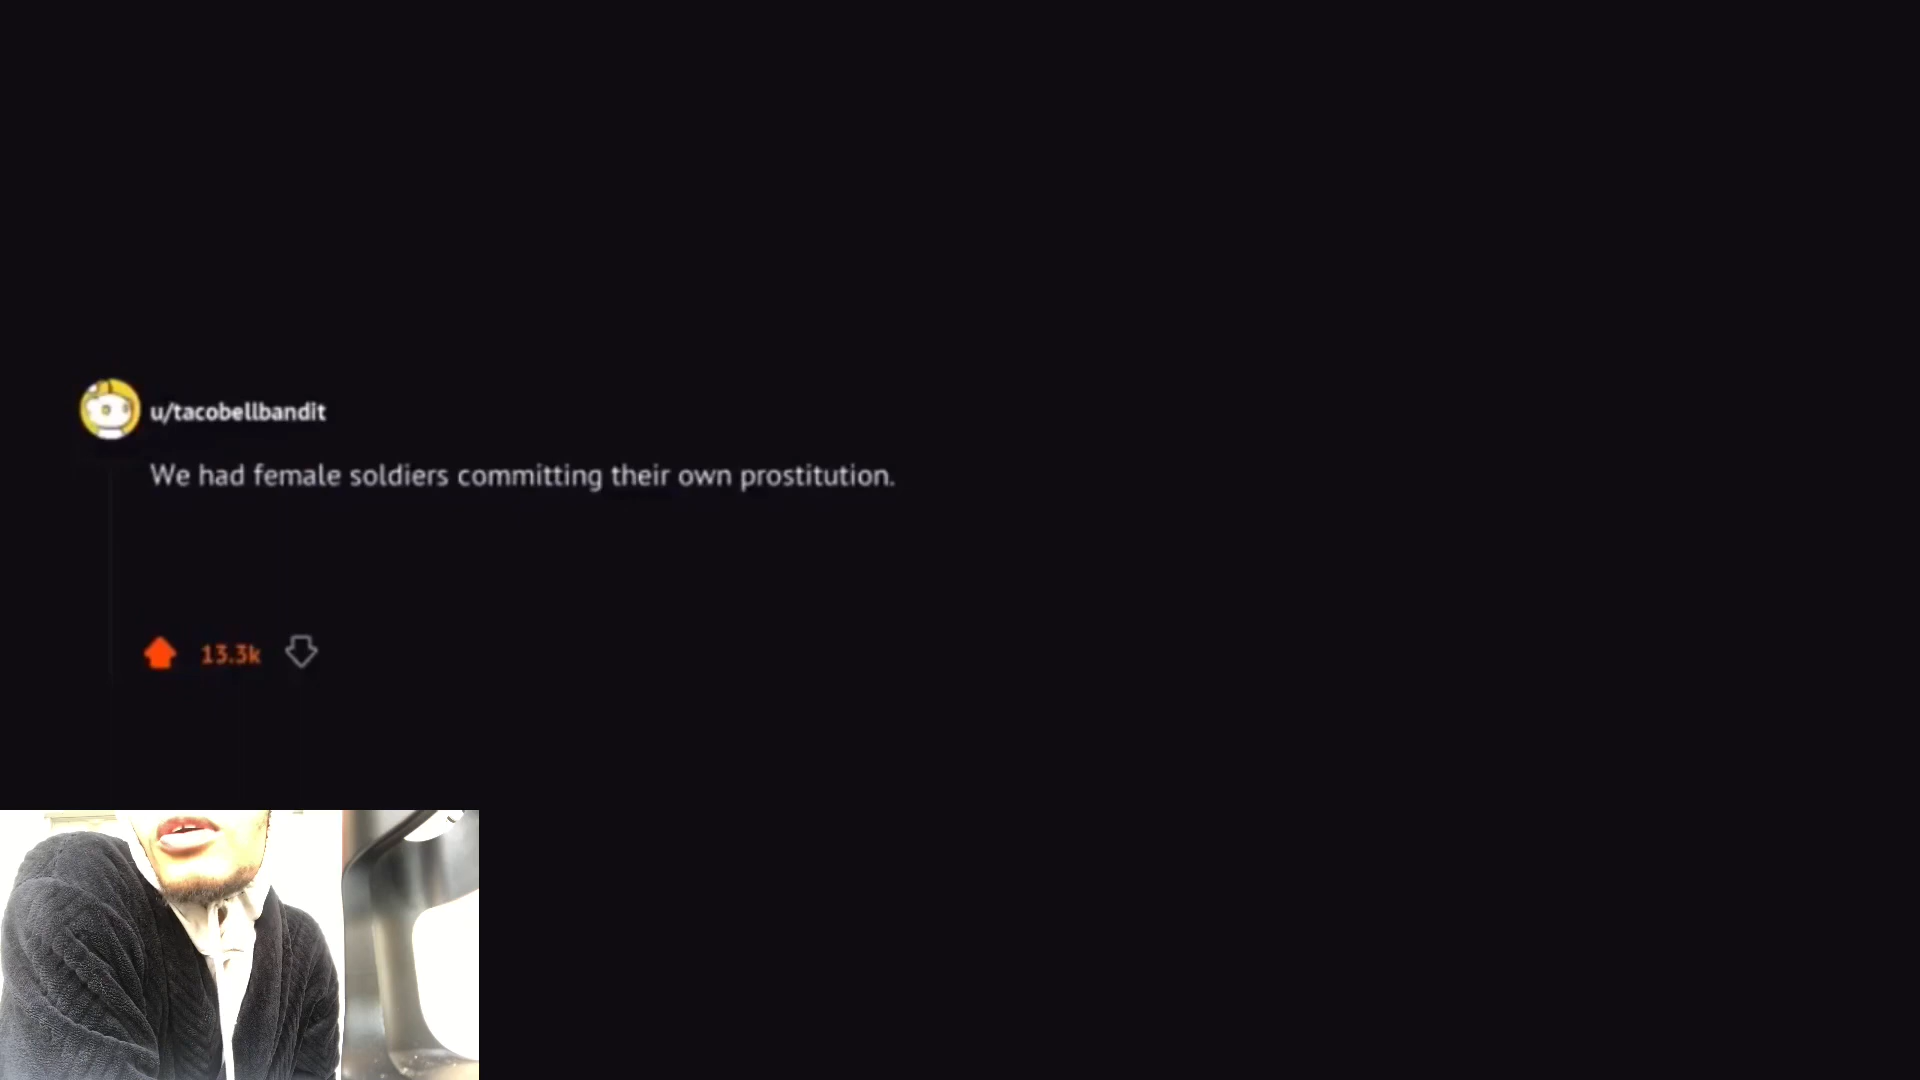 u/tacobellbandit
We had female soldiers committing their own prostitution.
13.3k